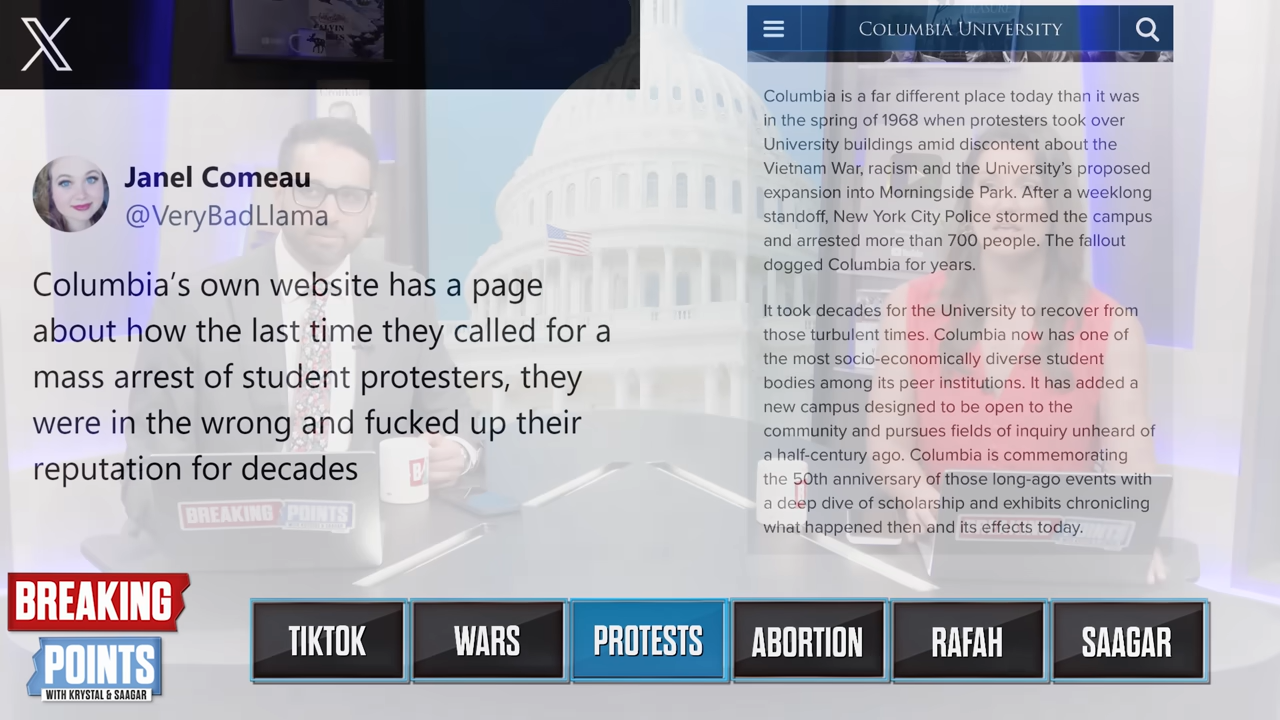 X
Janel Comeau
@VeryBadLlama
Columbia's own website has a page
about how the last time they called for a
mass arrest of student protesters, they
were in the wrong and fucked up their
reputation for decades
COLUMBIA UNIVERSITY
Columbia is a far different place today than it was
in the spring of 1968 when protesters took over
University buildings amid discontent about the
Vietnam War, racism and the University's proposed
expansion into Morningside Park. After a weeklong
standoff, New York City Police stormed the campus
and arrested more than 700 people. The fallout
dogged Columbia for years.
It took decades for the University to recover from
those turbulent times. Columbia now has one of
the most socio-economically diverse student
bodies among its peer institutions. It has added a
new campus designed to be open to the
community and pursues fields of inquiry unheard of
a half-century ago. Columbia is commemorating
the 50th anniversary of those long-ago events with
a deep dive of scholarship and exhibits chronicling
what happened then and its effects today.
BREAKING POINTS
BREAKING
POINTS
WITH KRYSTAL & SAAGAR
TIKTOK
WARS
PROTESTS
ABORTION
RAFAH
SAAGAR